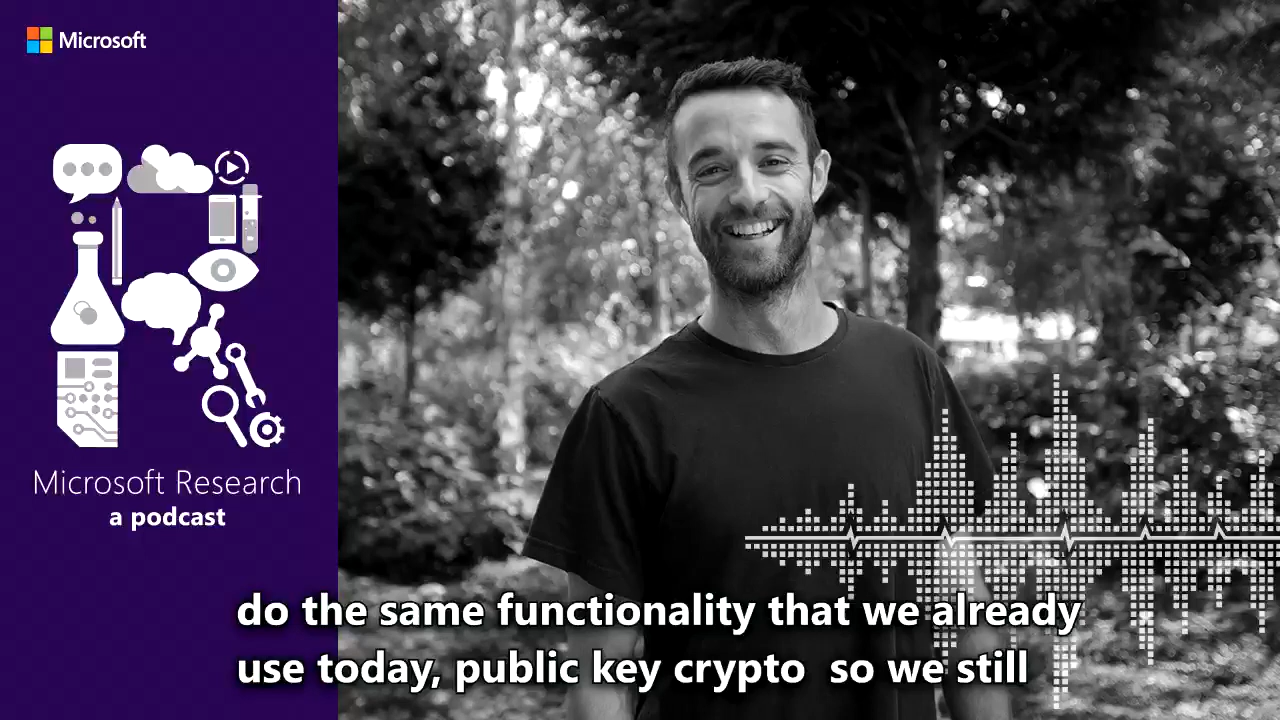 Microsoft
Microsoft Research
a podcast
do the same functionality that we already
use today, public key crypto  so we still